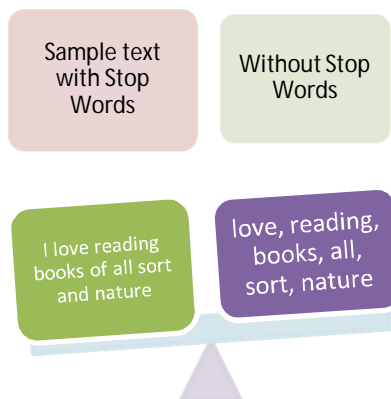 Sample text
with Stop
Words
Without Stop
Words
I love reading
books of all sort
and nature
love, reading,
books, all,
sort, nature